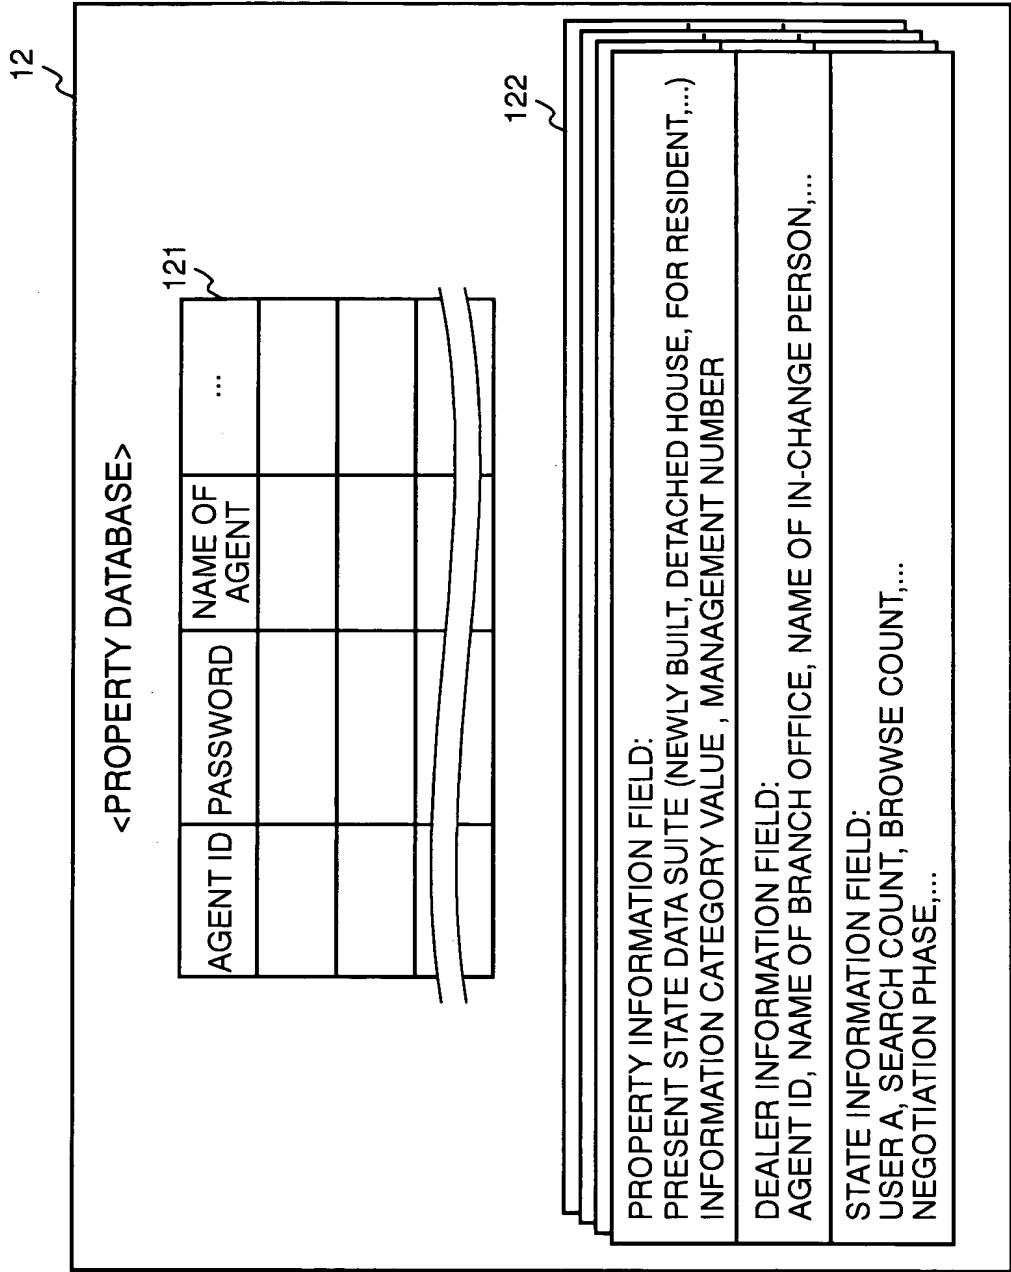 12
<PROPERTY DATABASE>
121
AGENT ID PASSWORD NAME OF AGENT ...
122
PROPERTY INFORMATION FIELD:
PRESENT STATE DATA SUITE (NEWLY BUILT, DETACHED HOUSE, FOR RESIDENT,...)
INFORMATION CATEGORY VALUE , MANAGEMENT NUMBER
DEALER INFORMATION FIELD:
AGENT ID, NAME OF BRANCH OFFICE, NAME OF IN-CHANGE PERSON,...
STATE INFORMATION FIELD:
USER A, SEARCH COUNT, BROWSE COUNT,...
NEGOTIATION PHASE,...